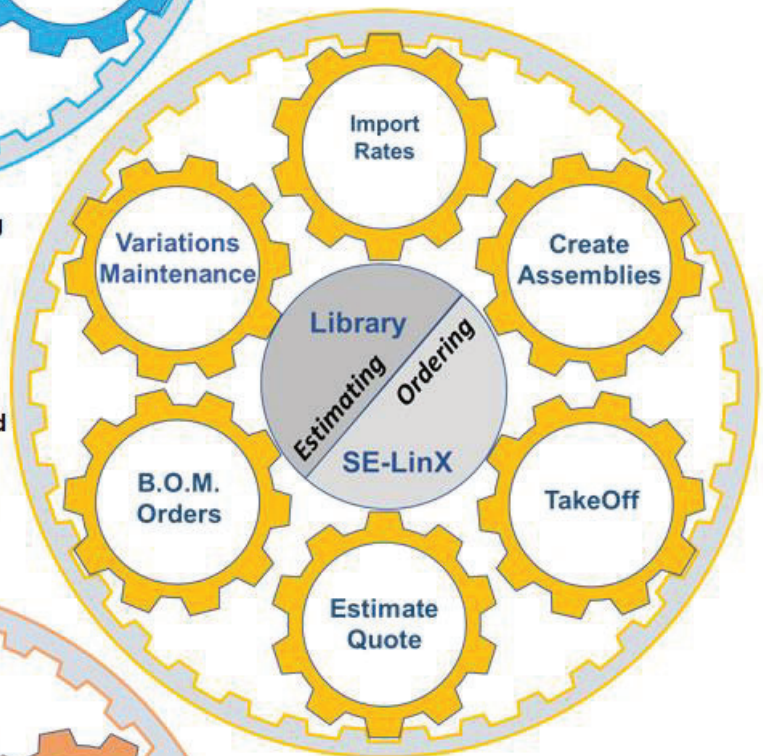 Import
Rates
Create
Assemblies
TakeOff
Estimate
Quote
B.O.M.
Orders
Variations
Maintenance
Library
Estimating
Ordering
SE-LinX